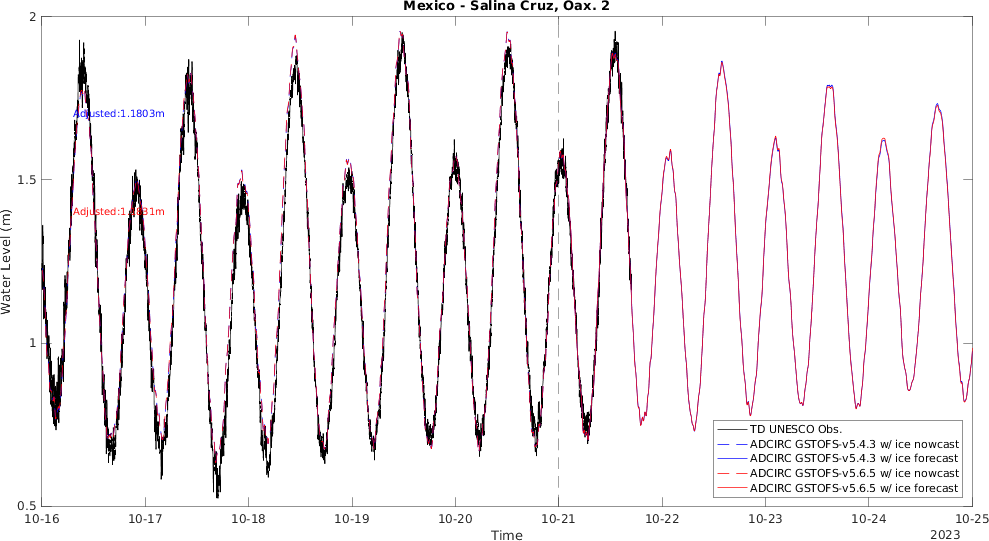 Mexico - Salina Cruz, Oax. 2
2
1.5
1
0.5
Water Level (m)
Adjusted:1.1803m
TD UNESCO Obs.
ADCIRC GSTOFS-v5.4.3 w/ ice nowcast
ADCIRC GSTOFS-v5.4.3 w/ ice forecast
ADCIRC GSTOFS-v5.6.5 w/ ice nowcast
ADCIRC GSTOFS-v5.6.5 w/ ice forecast
10-16 10-17 10-18 10-19 10-20 10-21 10-22 10-23 10-24 10-25
Time
2023